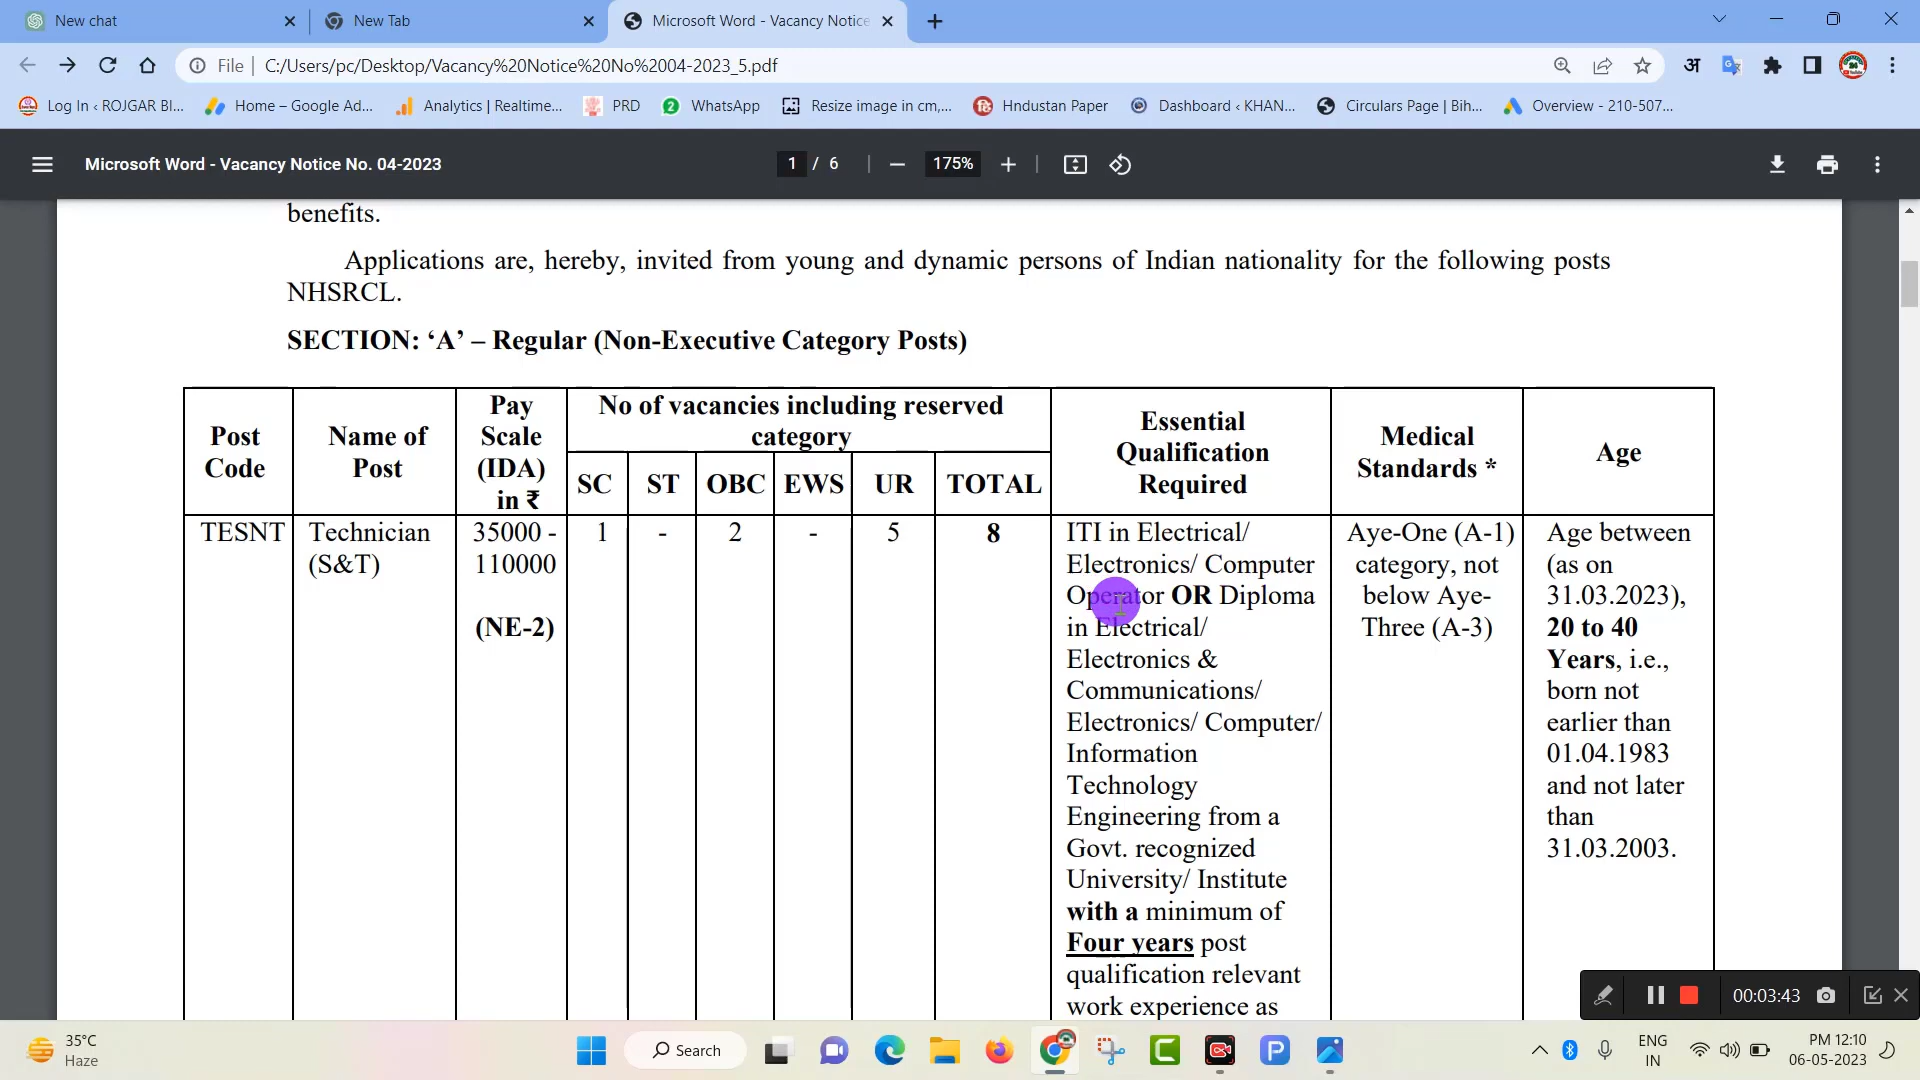 New chat
New Tab
Microsoft Word - Vacancy Notice
File
C:/Users/pc/Desktop/Vacancy%20Notice%20No%2004-2023_5.pdf
अ
Log In ‹ ROJGAR BI...
Home – Google Ad...
Analytics | Realtime...
PRD
2
WhatsApp
Resize image in cm,...
Hndustan Paper
Dashboard ‹ KHAN...
Circulars Page | Bih...
Overview - 210-507...
Microsoft Word - Vacancy Notice No. 04-2023
1 / 6
175%
benefits.
Applications are, hereby, invited from young and dynamic persons of Indian nationality for the following posts
NHSRCL.
SECTION: ‘A’ – Regular (Non-Executive Category Posts)
Post
Code
Name of
Post
Pay
Scale
(IDA)
in ₹
No of vacancies including reserved
category
SC ST OBC EWS UR TOTAL
Essential
Qualification
Required
Medical
Standards *
Age
TESNT
Technician
(S&T)
35000 -
110000
(NE-2)
1 - 2 - 5 8
ITI in Electrical/
Electronics/ Computer
Operator OR Diploma
in Electrical/
Electronics &
Communications/
Electronics/ Computer/
Information
Technology
Engineering from a
Govt. recognized
University/ Institute
with a minimum of
Four years post
qualification relevant
work experience as
Aye-One (A-1)
category, not
below Aye-
Three (A-3)
Age between
(as on
31.03.2023),
20 to 40
Years, i.e.,
born not
earlier than
01.04.1983
and not later
than
31.03.2003.
00:03:43
35°C
Haze
Search
ENG
IN
PM 12:10
06-05-2023